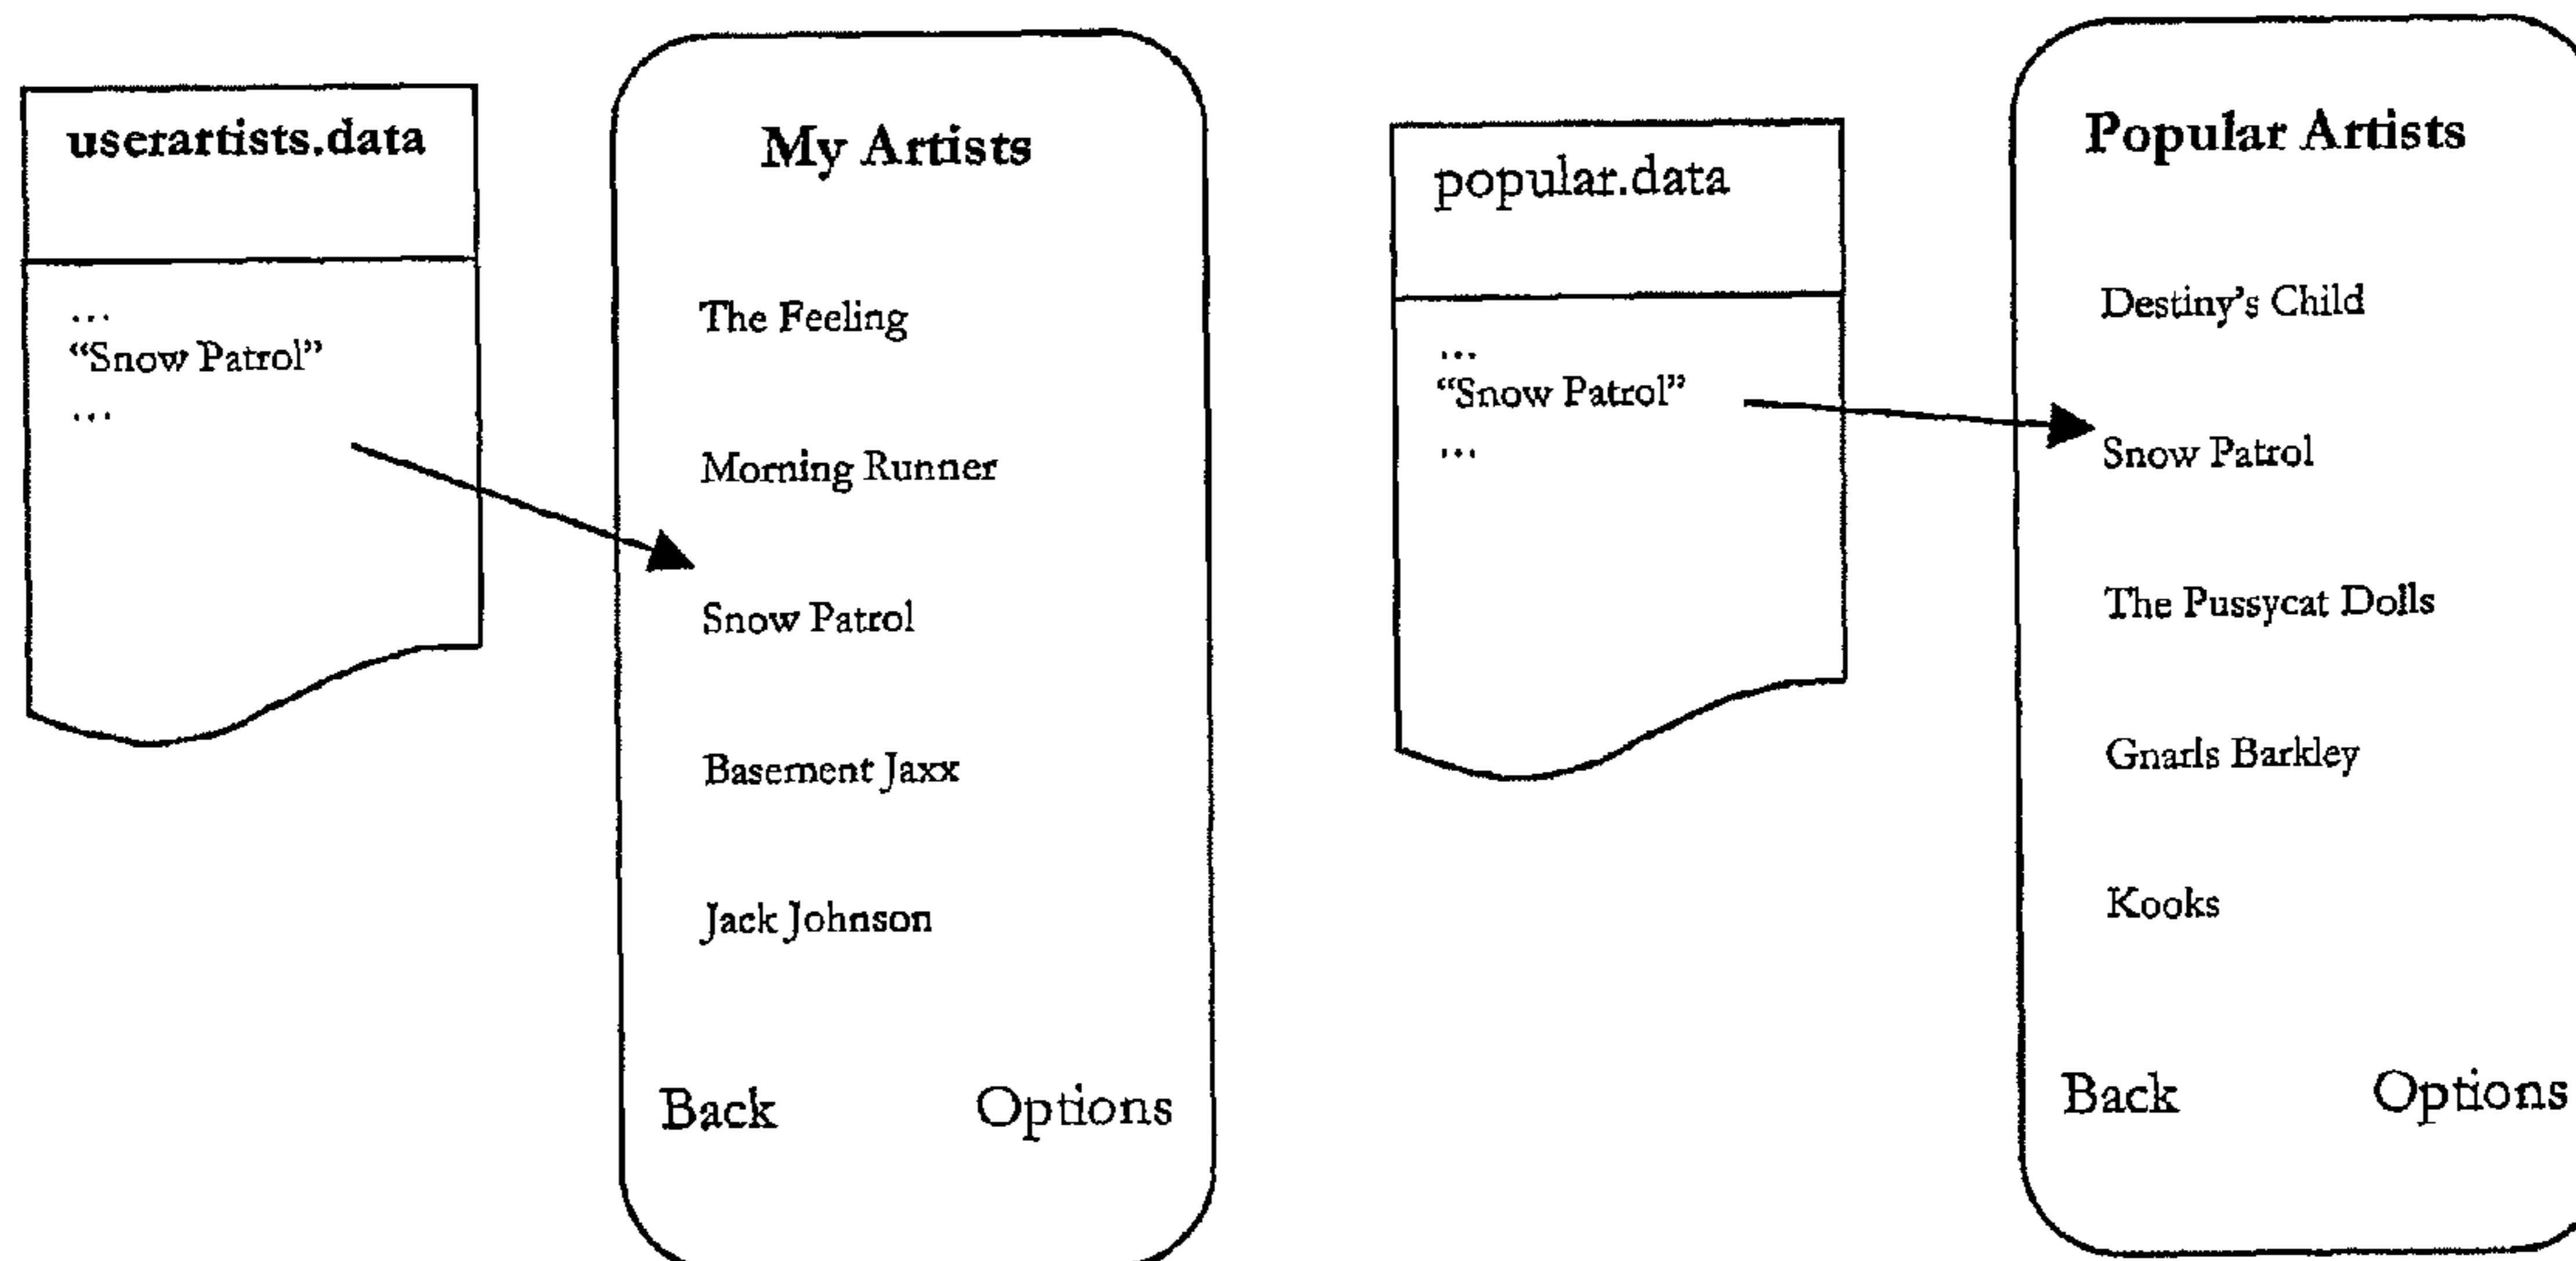 userartists.data
...
“Snow Patrol”
...
My Artists
The Feeling
Morning Runner
Snow Patrol
Basement Jaxx
Jack Johnson
Back Options
popular.data
...
“Snow Patrol”
...
Popular Artists
Destiny’s Child
Snow Patrol
The Pussycat Dolls
Gnarls Barkley
Kooks
Back Options